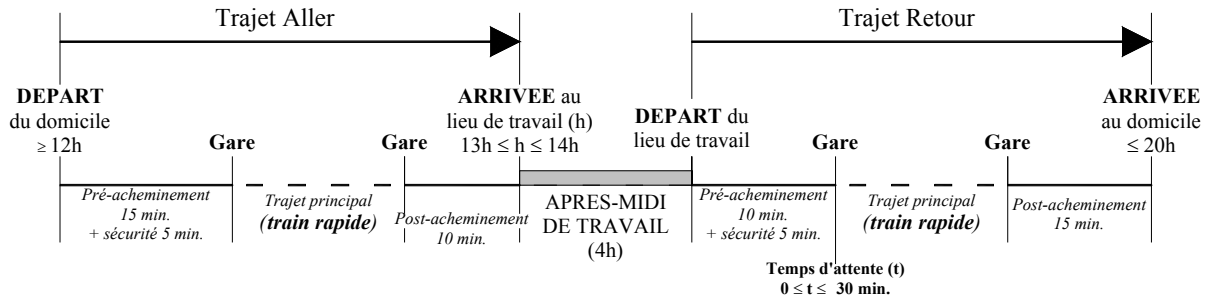 Trajet Aller
Trajet Retour
DEPART
du domicile
≥ 12h
Gare
Gare
ARRIVEE au
lieu de travail (h)
13h ≤ h ≤ 14h
DEPART du
lieu de travail
Gare
Gare
ARRIVEE
au domicile
≤ 20h
Pré-acheminement
15 min.
+ sécurité 5 min.
Trajet principal
(train rapide)
Post-acheminement
10 min.
APRES-MIDI
DE TRAVAIL
(4h)
Pré-acheminement
10 min.
+ sécurité 5 min.
Trajet principal
(train rapide)
Post-acheminement
15 min.
Temps d'attente (t)
0 ≤ t ≤ 30 min.